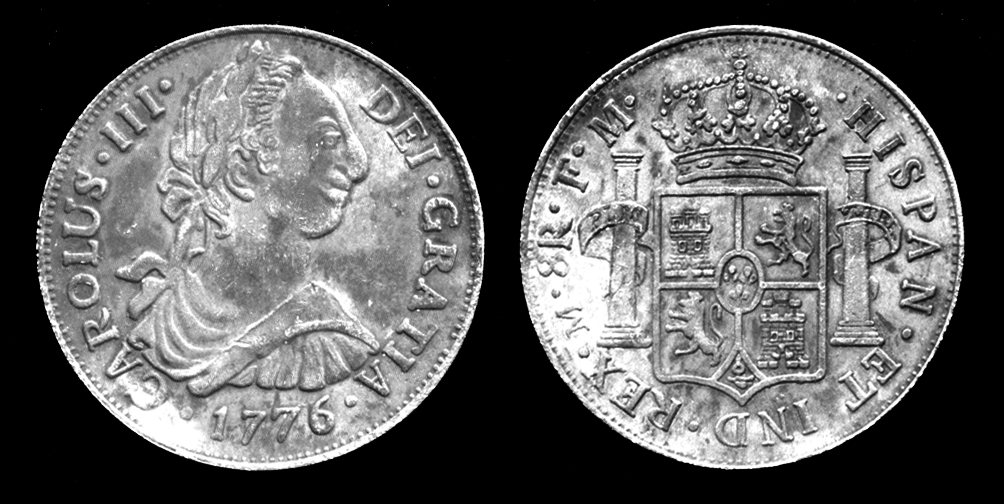 CAROLUS · III · DEI · GRATIA
· 1776 ·
· HISPAN · ET IND · REX · M · 8R · F · M ·